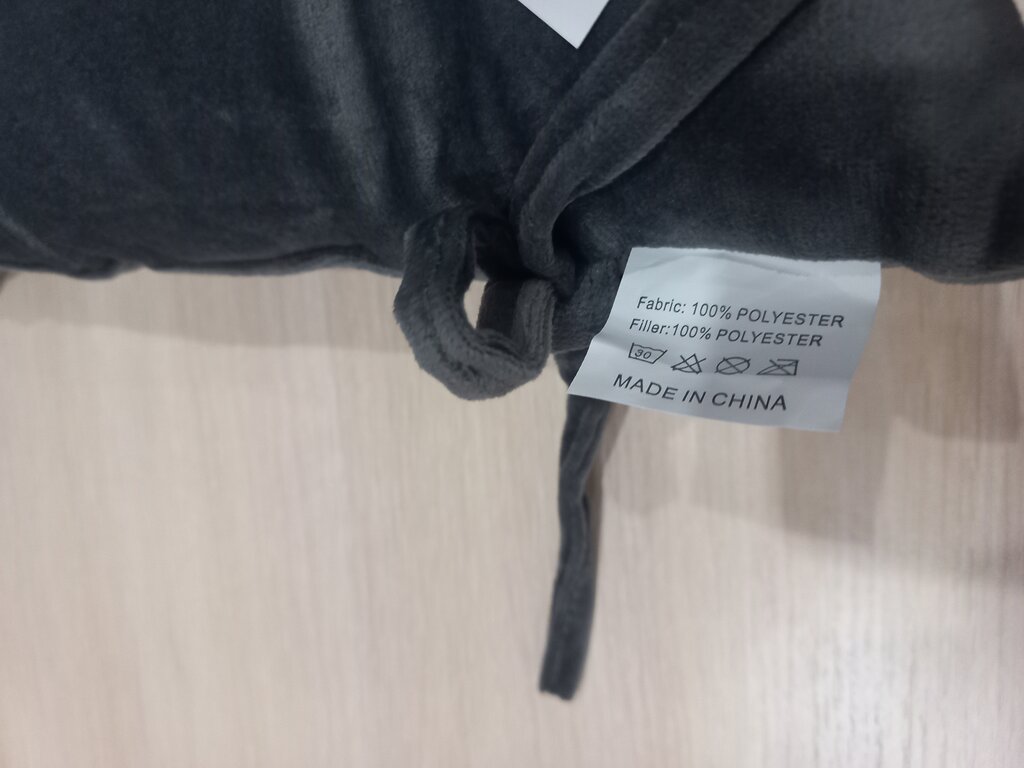 Fabric: 100% POLYESTER
Filler:100% POLYESTER
30
MADE IN CHINA